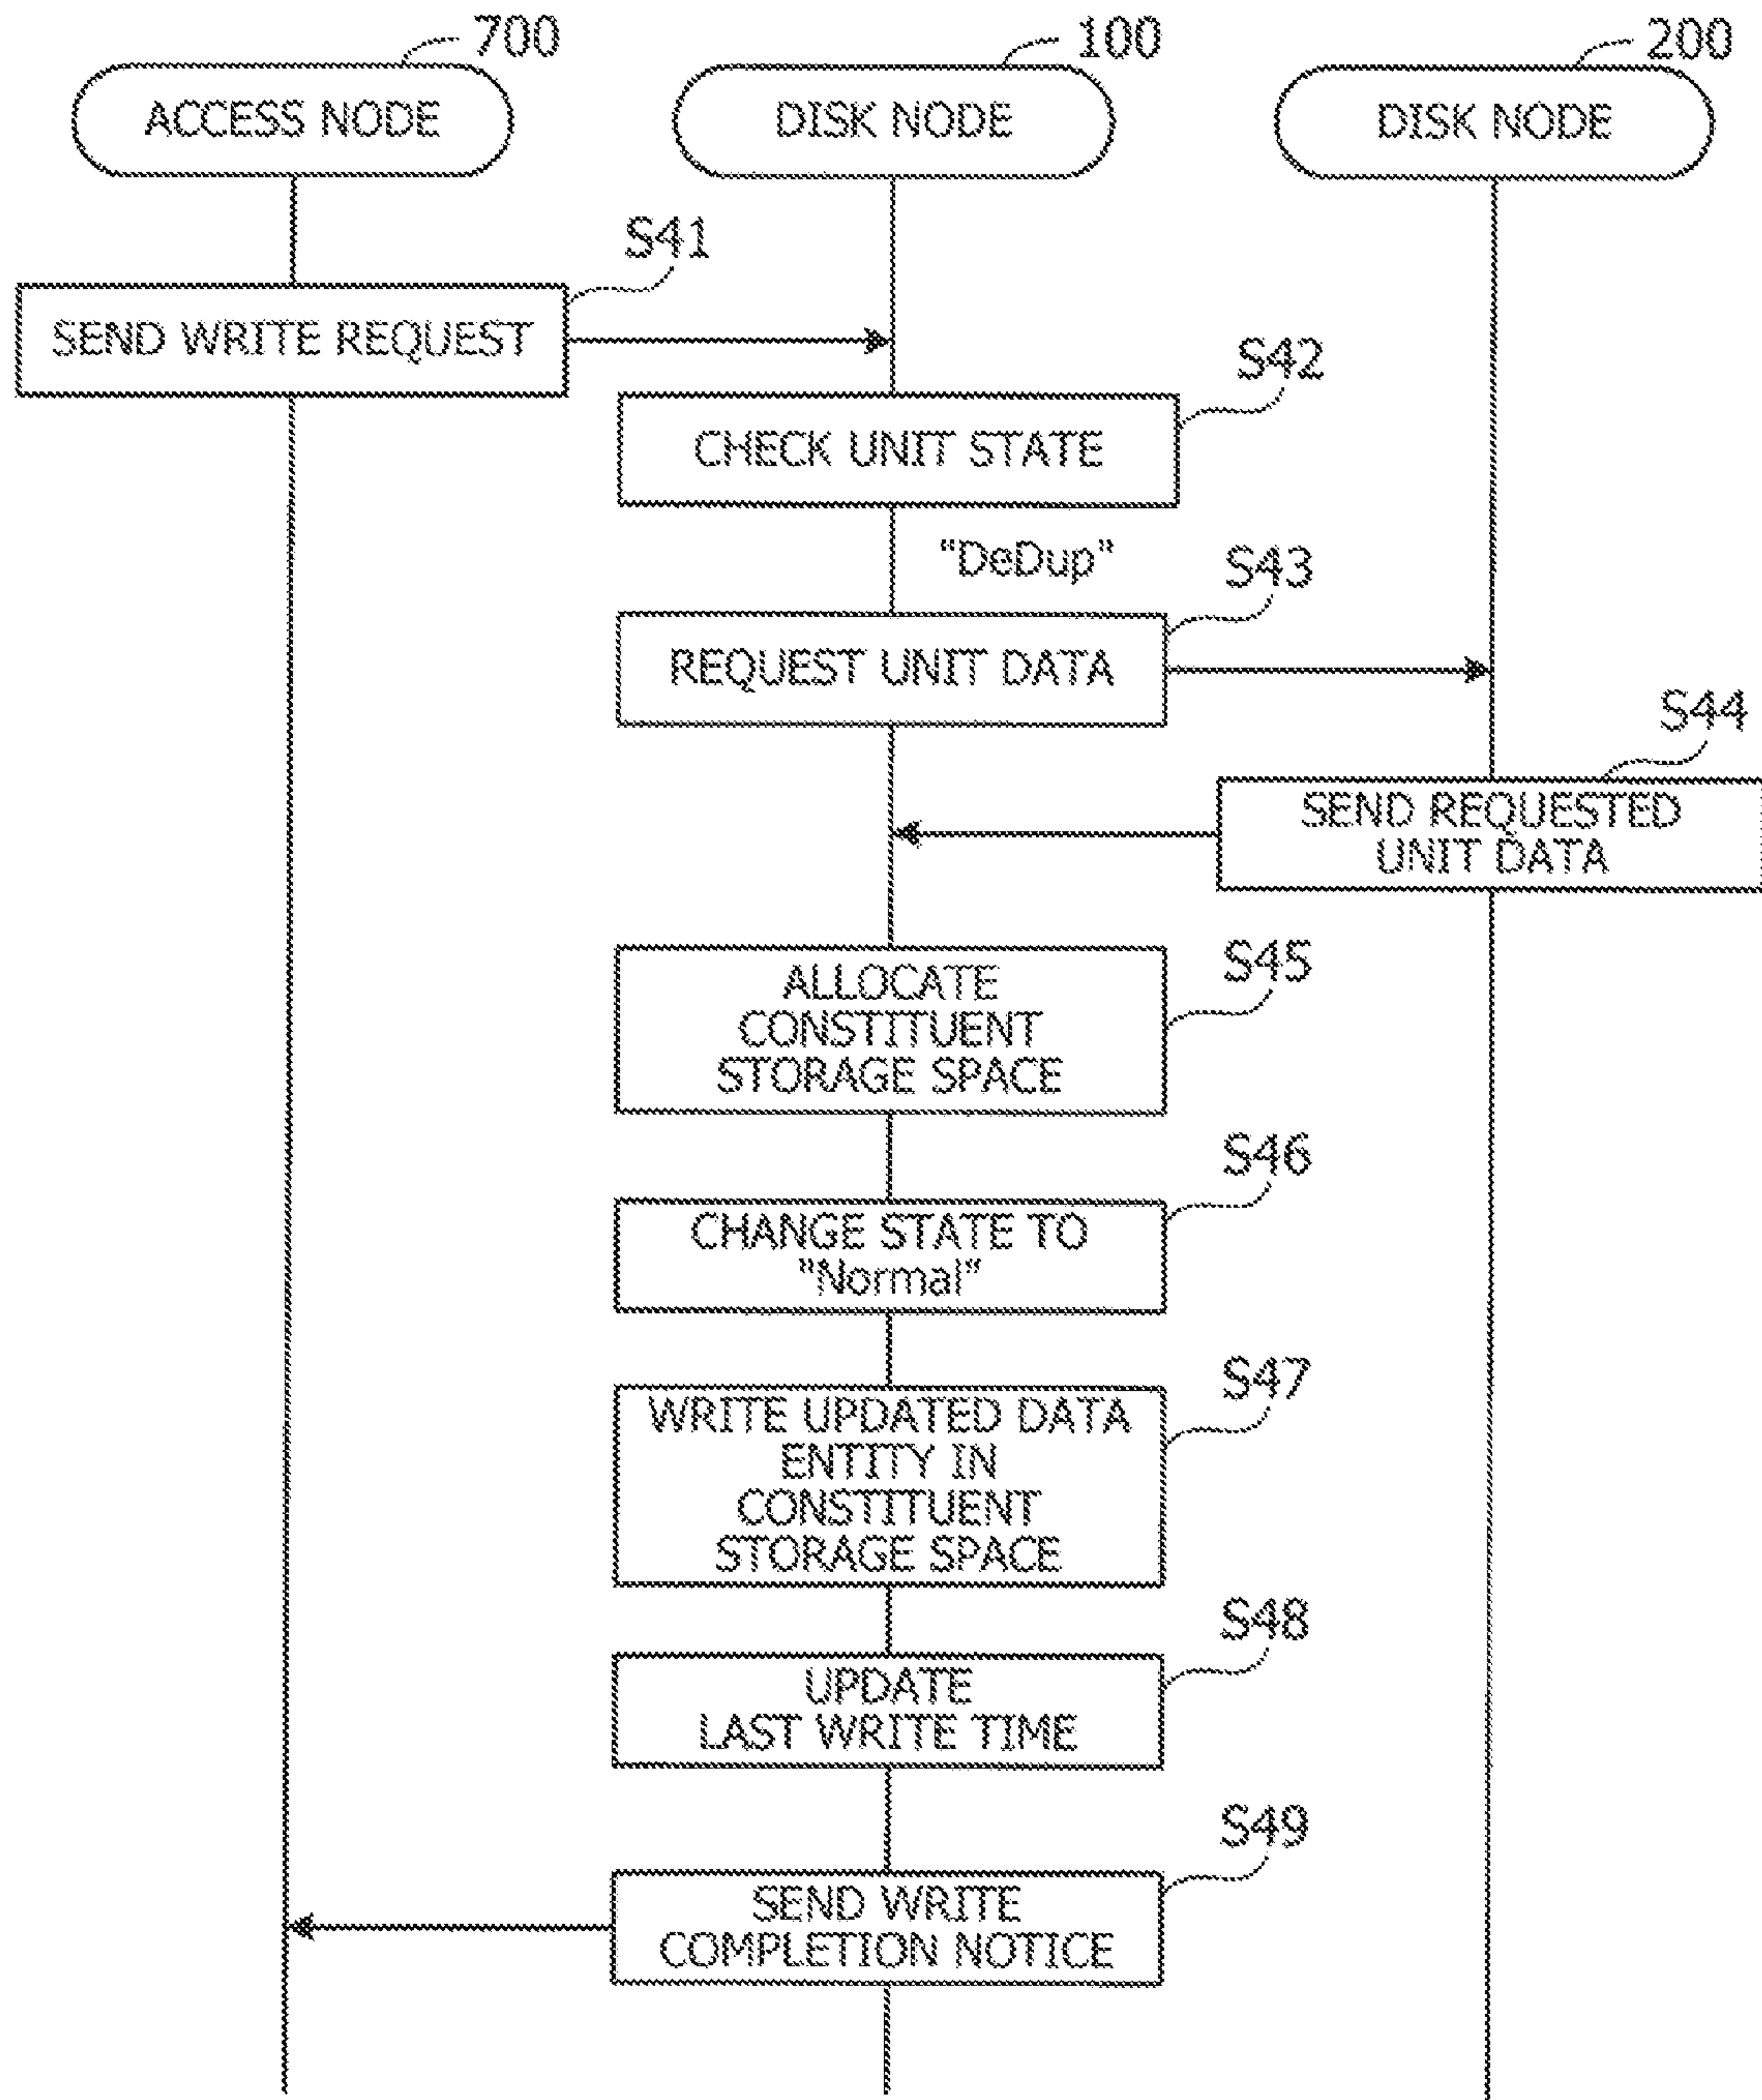 700
100
200
ACCESS NODE
DISK NODE
DISK NODE
S41
SEND WRITE REQUEST
S42
CHECK UNIT STATE
"DeDup"
S43
REQUEST UNIT DATA
S44
SEND REQUESTED
UNIT DATA
S45
ALLOCATE
CONSTITUENT
STORAGE SPACE
S46
CHANGE STATE TO
"Normal"
S47
WRITE UPDATED DATA
ENTITY IN
CONSTITUENT
STORAGE SPACE
S48
UPDATE
LAST WRITE TIME
S49
SEND WRITE
COMPLETION NOTICE